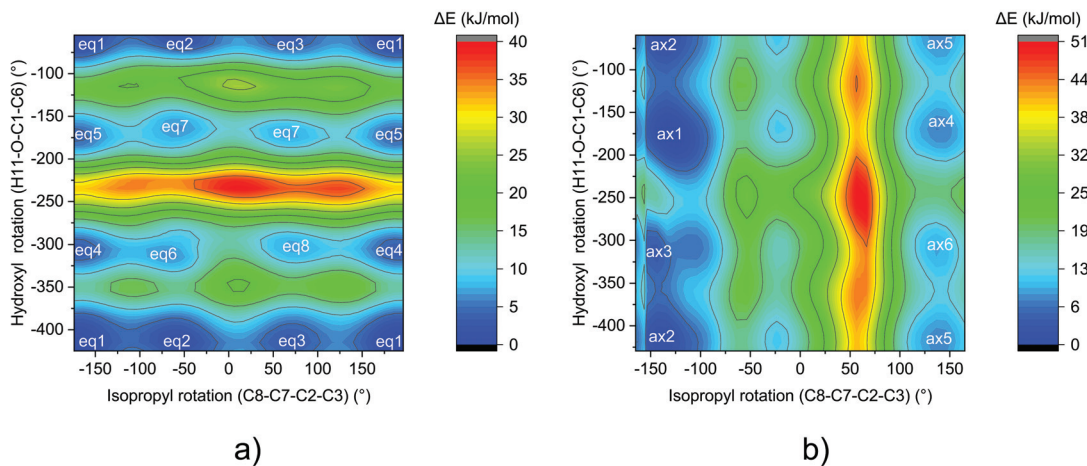 ΔE (kJ/mol)
40
35
30
25
20
15
10
5
0
Hydroxyl rotation (H11-O-C1-C6) (°)
-100
-150
-200
-250
-300
-350
-400
eq1 eq2 eq3 eq1
eq5 eq7 eq7 eq5
eq4 eq6 eq8 eq4
eq1 eq2 eq3 eq1
-150 -100 -50 0 50 100 150
Isopropyl rotation (C8-C7-C2-C3) (°)
a)
ΔE (kJ/mol)
51
44
38
32
25
19
13
6
0
Hydroxyl rotation (H11-O-C1-C6) (°)
-100
-150
-200
-250
-300
-350
-400
ax2 ax5
ax1 ax4
ax3 ax6
ax2 ax5
-150 -100 -50 0 50 100 150
Isopropyl rotation (C8-C7-C2-C3) (°)
b)